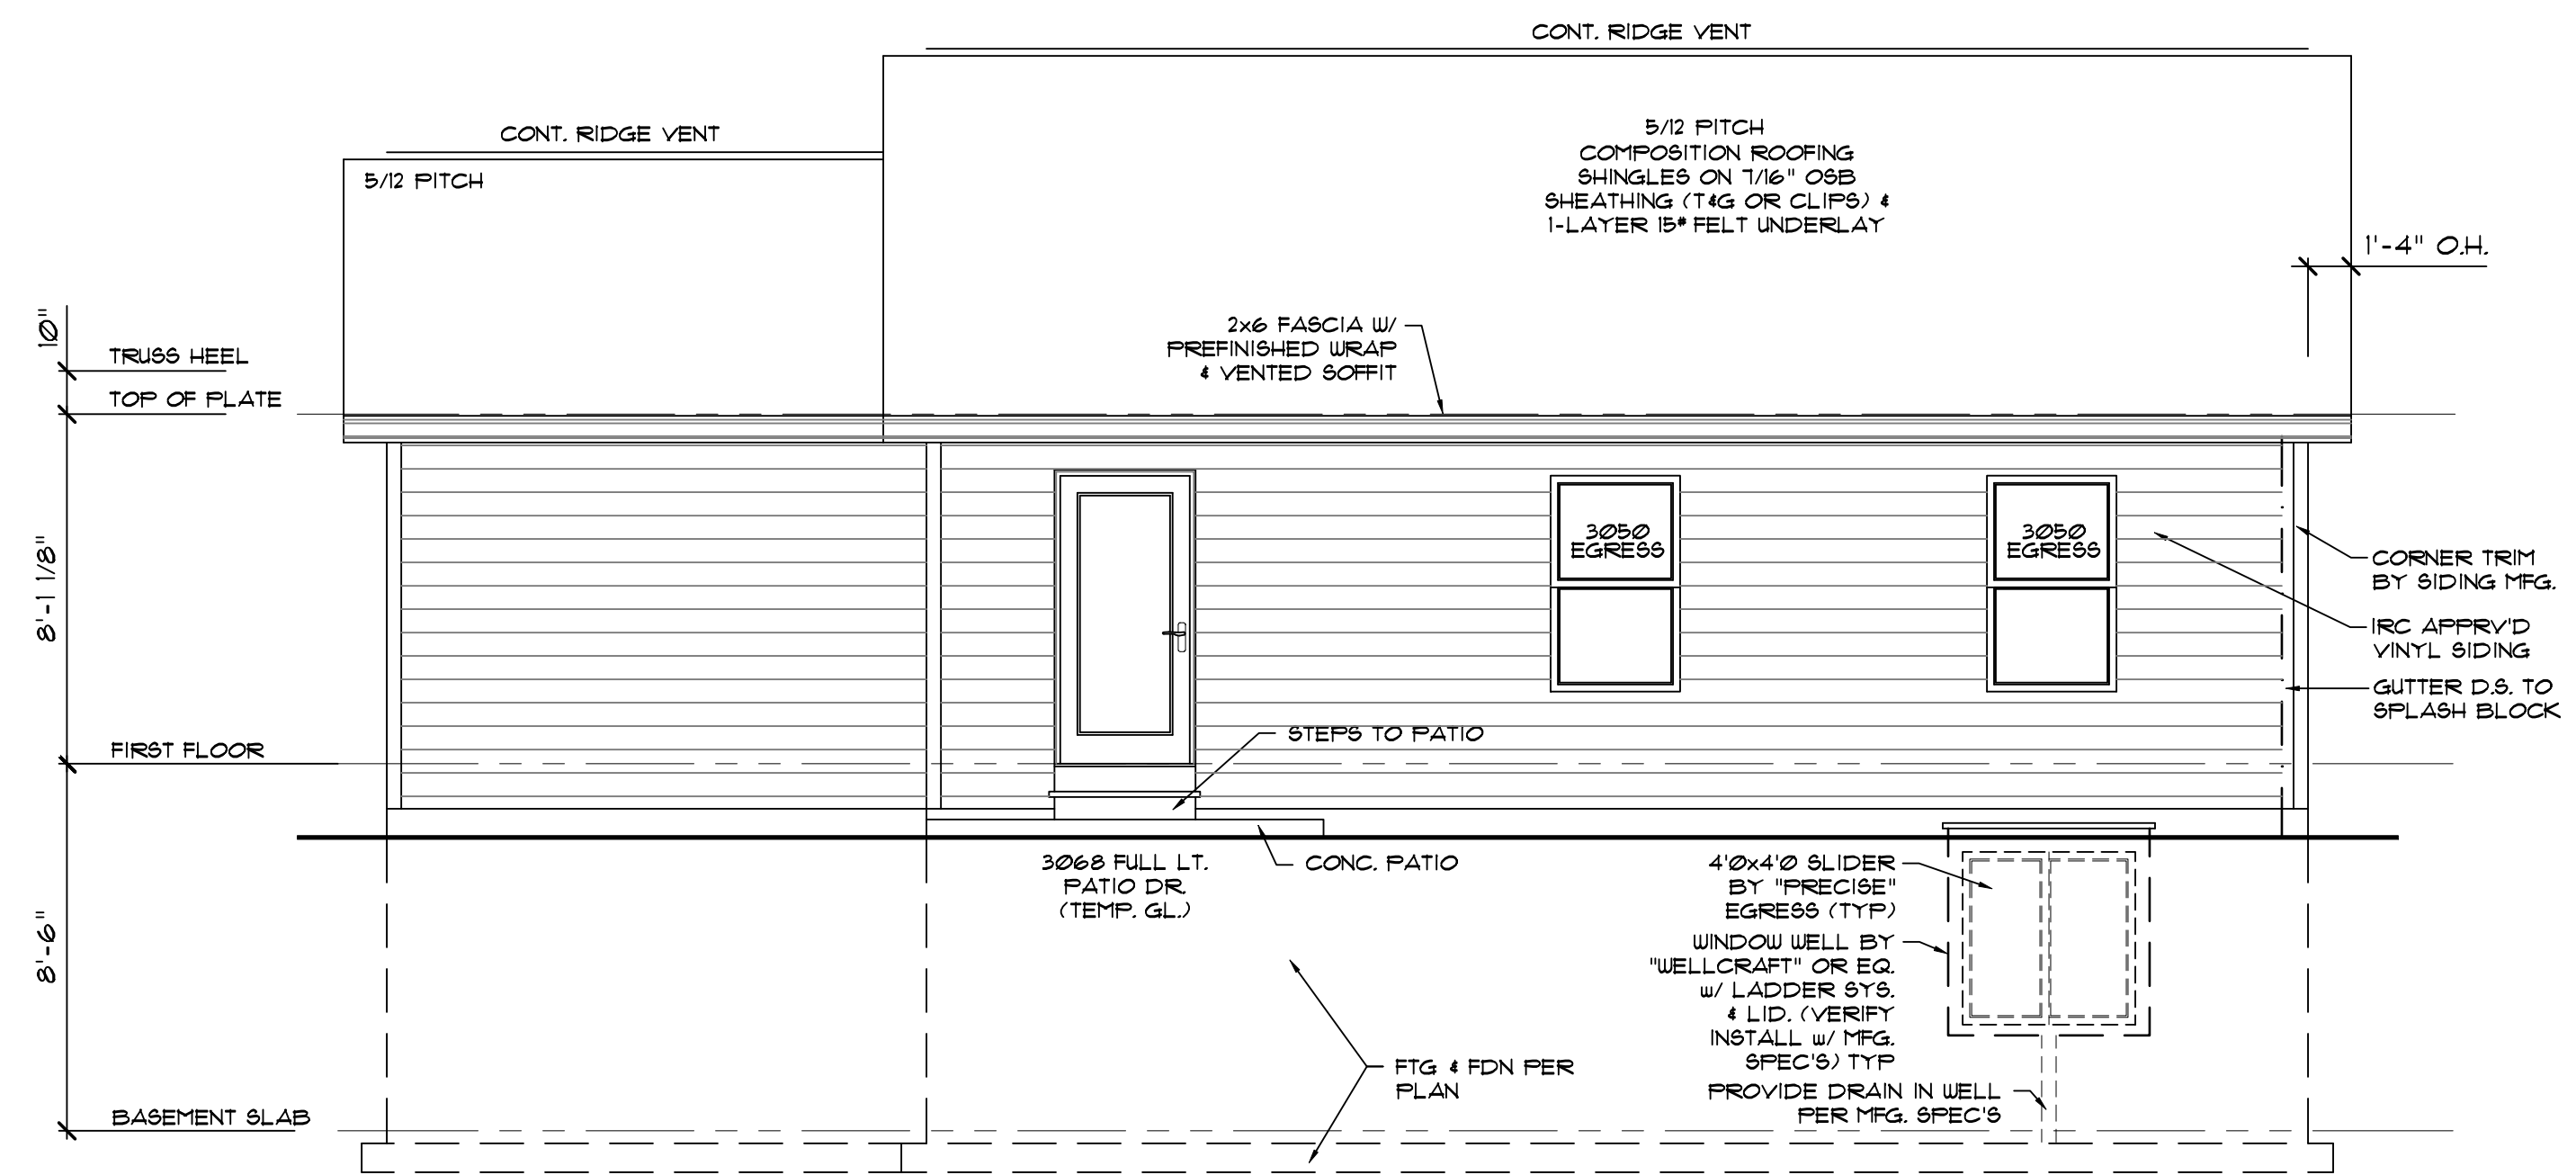 CONT. RIDGE VENT
CONT. RIDGE VENT
5/12 PITCH
5/12 PITCH
COMPOSITION ROOFING
SHINGLES ON 7/16" OSB
SHEATHING (T&G OR CLIPS) &
1-LAYER 15# FELT UNDERLAY
1'-4" O.H.
10"
TRUSS HEEL
TOP OF PLATE
2x6 FASCIA W/
PREFINISHED WRAP
& VENTED SOFFIT
8'-1 1/8"
3050
EGRESS
3050
EGRESS
CORNER TRIM
BY SIDING MFG.
IRC APPRV'D
VINYL SIDING
GUTTER D.S. TO
SPLASH BLOCK
FIRST FLOOR
STEPS TO PATIO
3068 FULL LT.
PATIO DR.
(TEMP. GL.)
CONC. PATIO
4'0x4'0 SLIDER
BY "PRECISE"
EGRESS (TYP)
WINDOW WELL BY
"WELLCRAFT" OR EQ.
w/ LADDER SYS.
& LID. (VERIFY
INSTALL w/ MFG.
SPEC'S) TYP
8'-6"
FTG & FDN PER
PLAN
PROVIDE DRAIN IN WELL
PER MFG. SPEC'S
BASEMENT SLAB